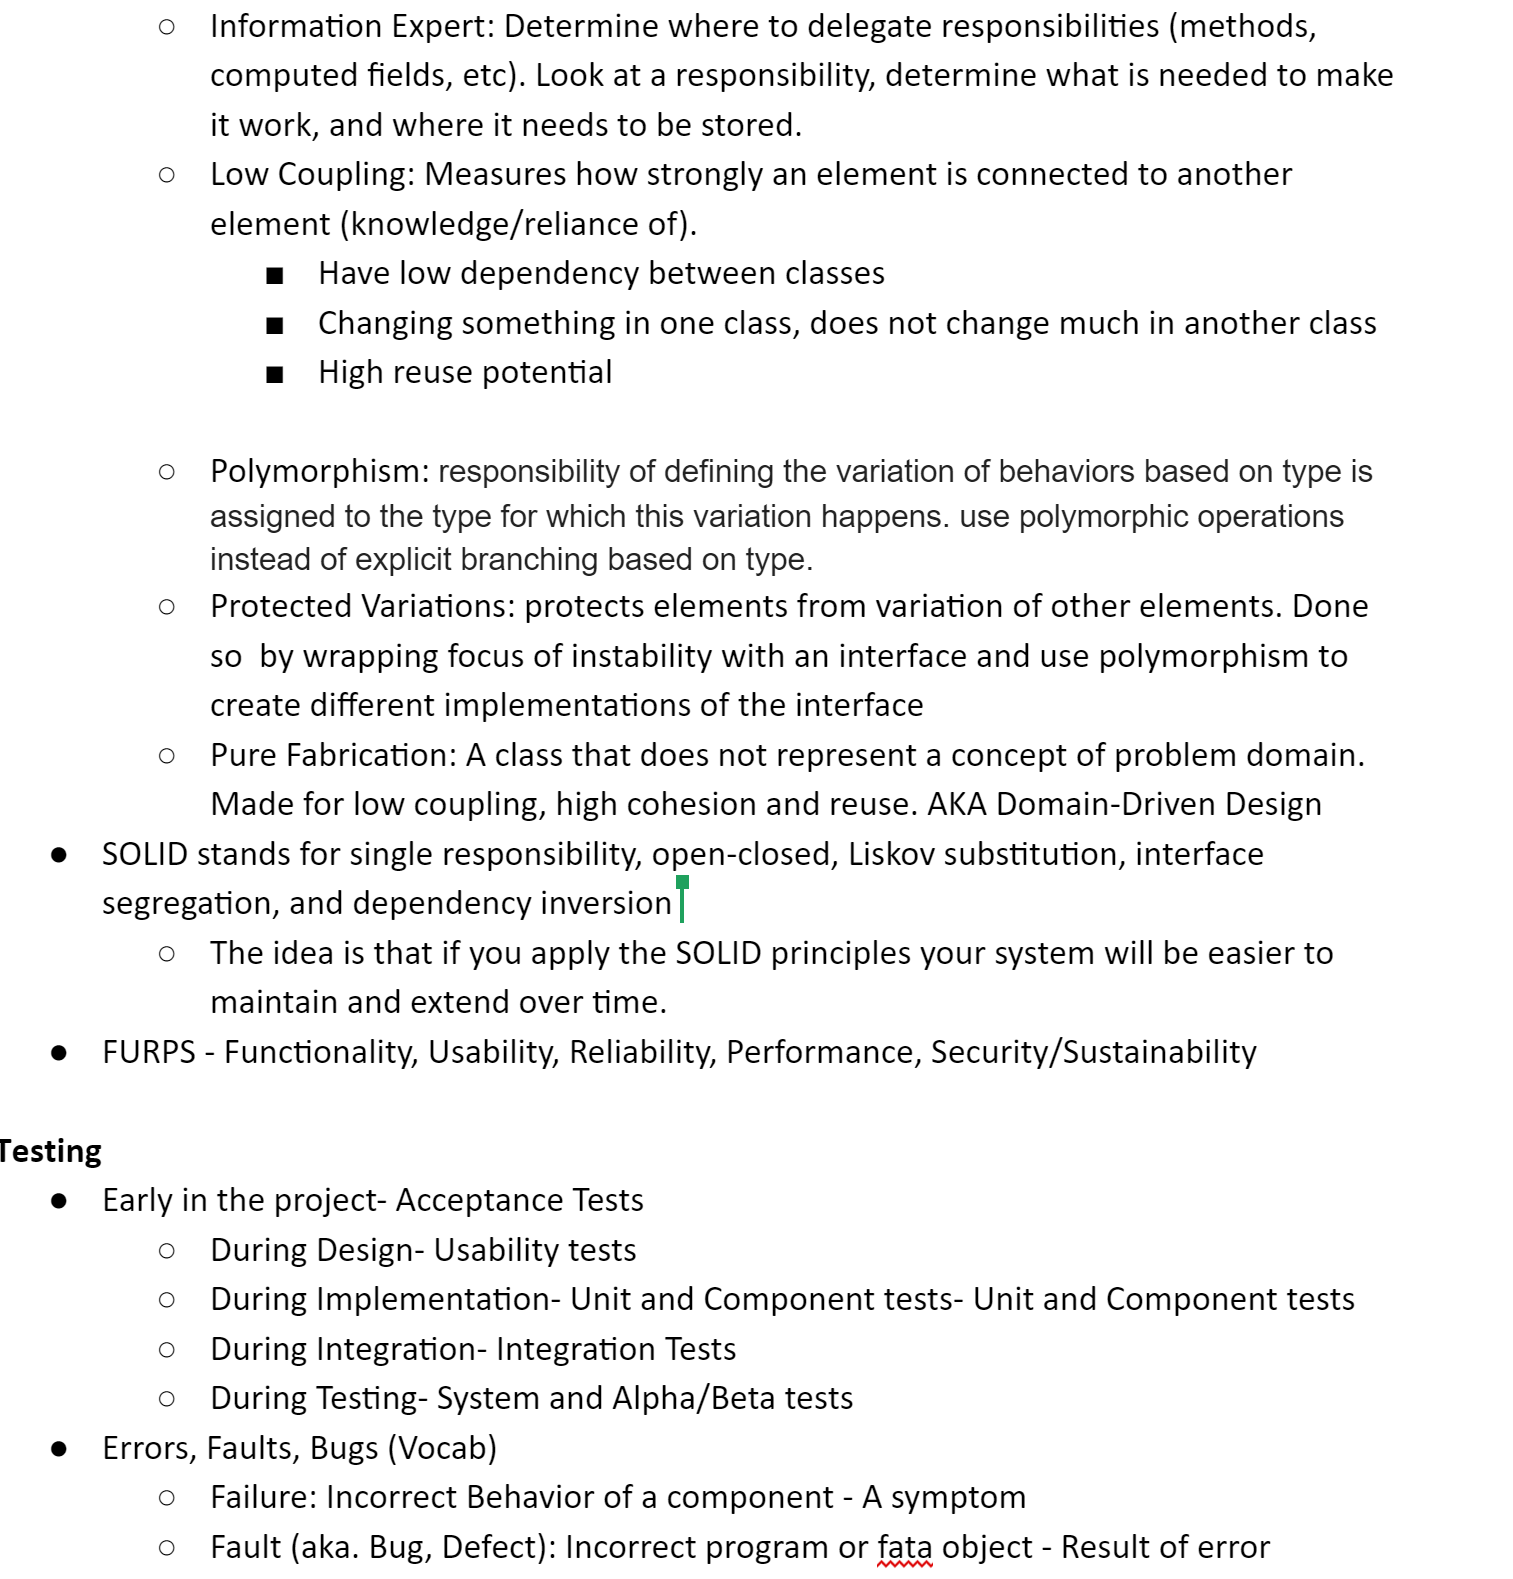 ○ Information Expert: Determine where to delegate responsibilities (methods,
computed fields, etc). Look at a responsibility, determine what is needed to make
it work, and where it needs to be stored.
○ Low Coupling: Measures how strongly an element is connected to another
element (knowledge/reliance of).
■ Have low dependency between classes
■ Changing something in one class, does not change much in another class
■ High reuse potential
○ Polymorphism: responsibility of defining the variation of behaviors based on type is
assigned to the type for which this variation happens. use polymorphic operations
instead of explicit branching based on type.
○ Protected Variations: protects elements from variation of other elements. Done
so  by wrapping focus of instability with an interface and use polymorphism to
create different implementations of the interface
○ Pure Fabrication: A class that does not represent a concept of problem domain.
Made for low coupling, high cohesion and reuse. AKA Domain-Driven Design
● SOLID stands for single responsibility, open-closed, Liskov substitution, interface
segregation, and dependency inversion
○ The idea is that if you apply the SOLID principles your system will be easier to
maintain and extend over time.
● FURPS - Functionality, Usability, Reliability, Performance, Security/Sustainability
Testing
● Early in the project- Acceptance Tests
○ During Design- Usability tests
○ During Implementation- Unit and Component tests- Unit and Component tests
○ During Integration- Integration Tests
○ During Testing- System and Alpha/Beta tests
● Errors, Faults, Bugs (Vocab)
○ Failure: Incorrect Behavior of a component - A symptom
○ Fault (aka. Bug, Defect): Incorrect program or fata object - Result of error